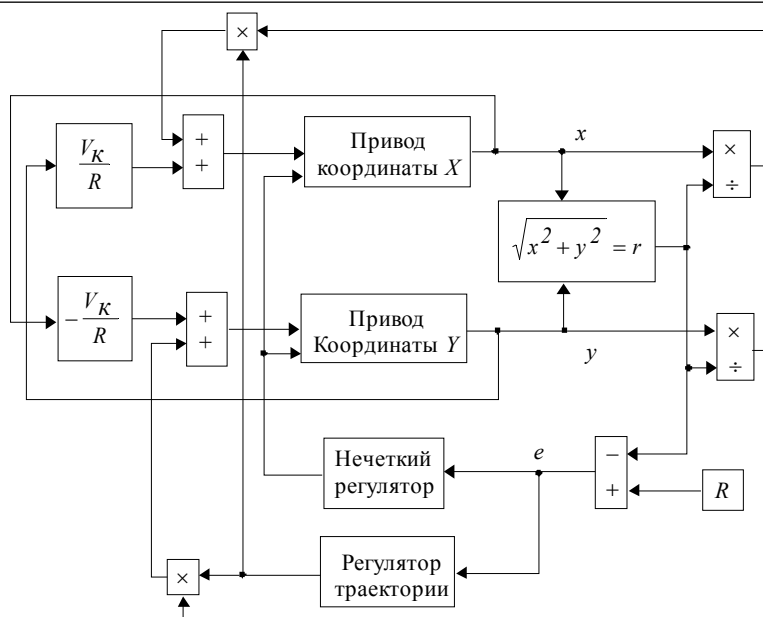 ×
V_K
R
+
+
Привод
координаты X
x
×
÷
√x² + y² = r
− V_K
R
+
+
Привод
Координаты Y
y
×
÷
Нечеткий
регулятор
e
−
+
R
×
Регулятор
траектории